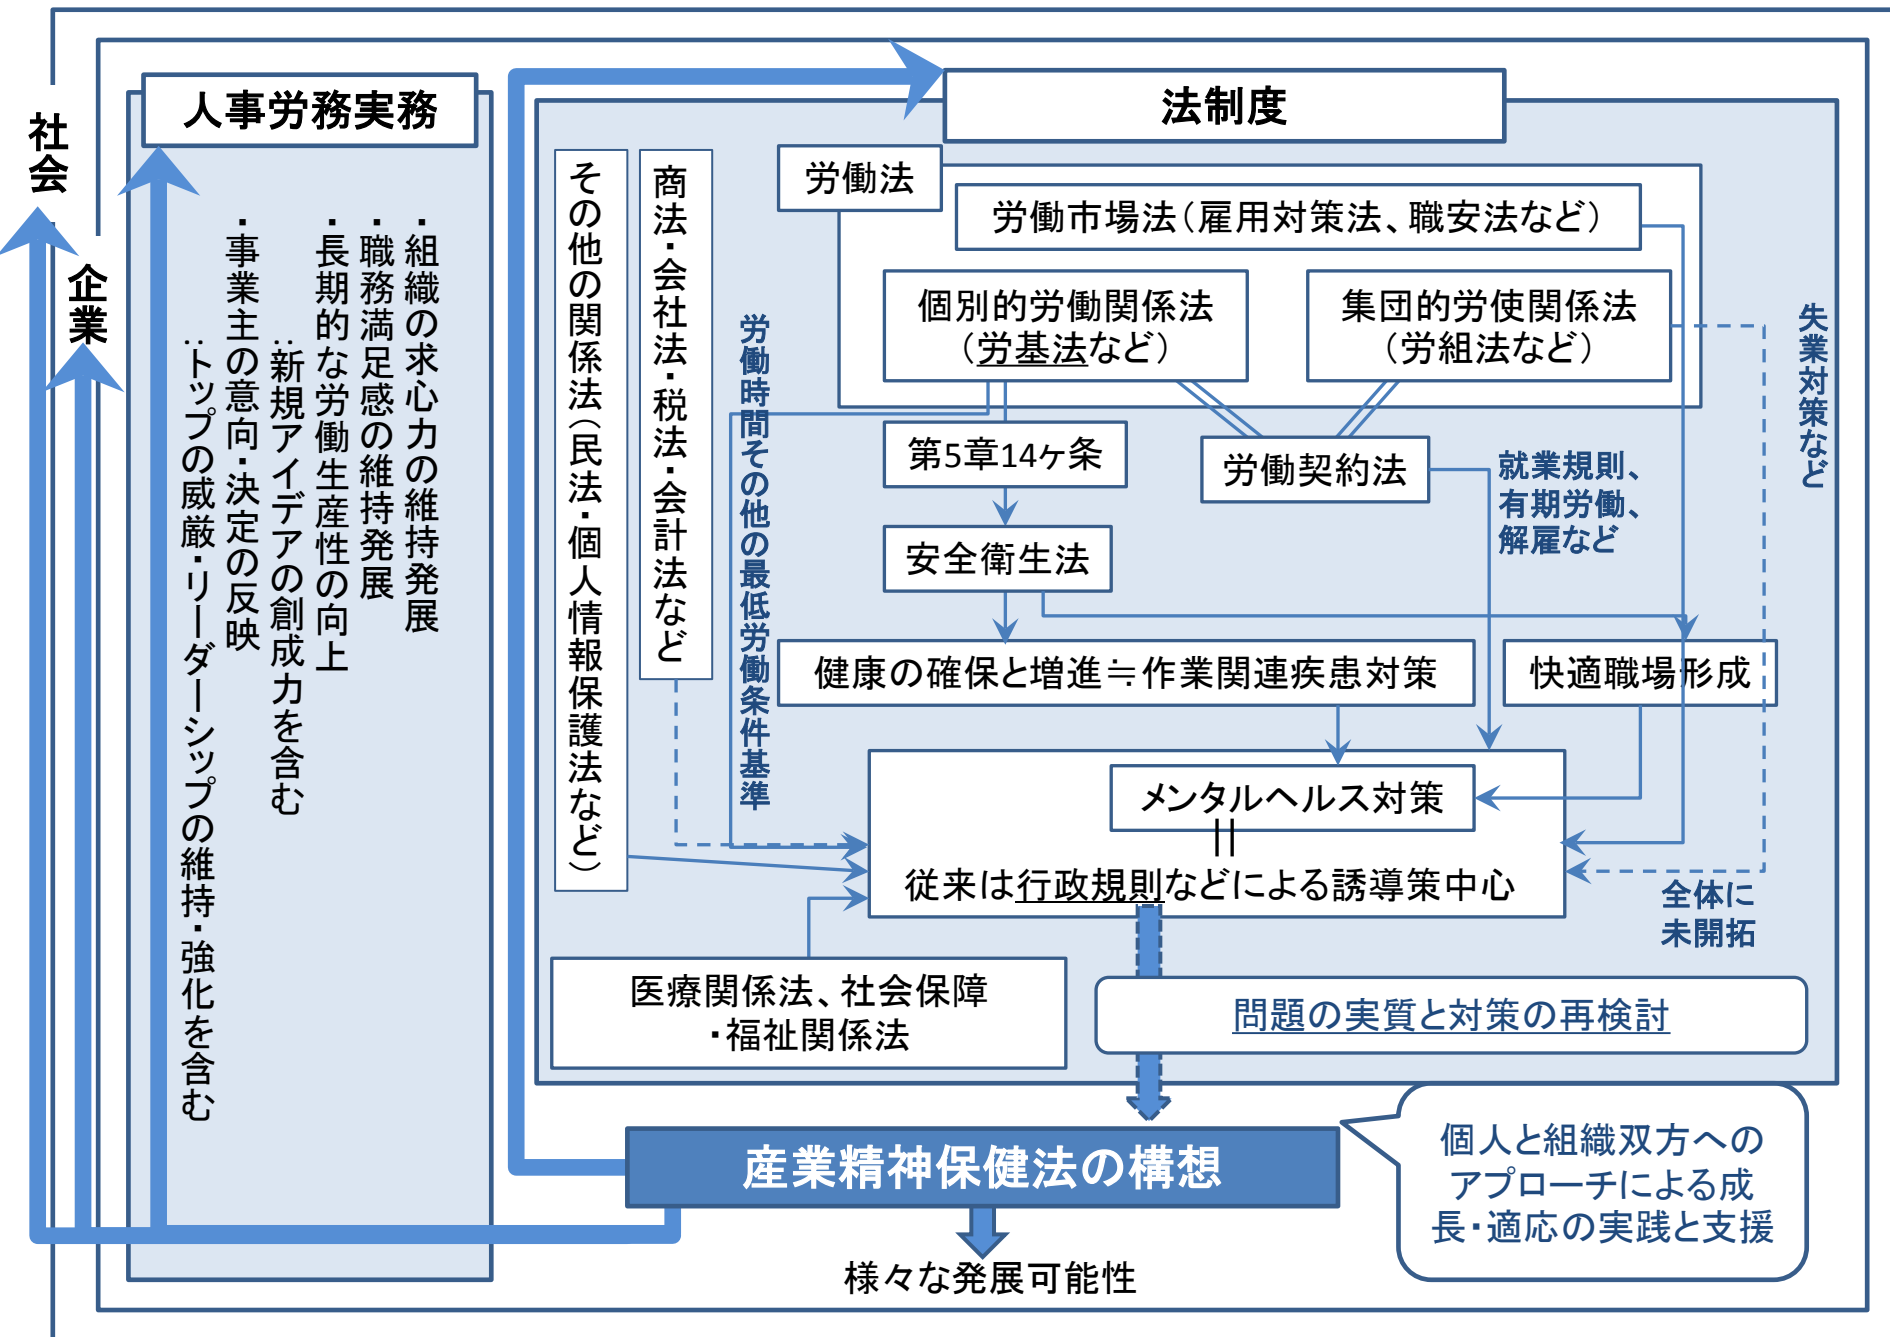 社会
企業
人事労務実務
・組織の求心力の維持発展
・職務満足感の維持発展
・長期的な労働生産性の向上
：新規アイデアの創成力を含む
・事業主の意向・決定の反映
：トップの威厳・リーダーシップの維持・強化を含む
法制度
その他の関係法（民法・個人情報保護法など）
商法・会社法・税法・会計法など
労働法
労働市場法（雇用対策法、職安法など）
個別的労働関係法
（労基法など）
集団的労使関係法
（労組法など）
労働時間その他の最低労働条件基準
失業対策など
第5章14ヶ条
労働契約法
就業規則、
有期労働、
解雇など
安全衛生法
健康の確保と増進≒作業関連疾患対策
快適職場形成
メンタルヘルス対策
||
従来は行政規則などによる誘導策中心
全体に
未開拓
医療関係法、社会保障
・福祉関係法
問題の実質と対策の再検討
産業精神保健法の構想
個人と組織双方への
アプローチによる成
長・適応の実践と支援
様々な発展可能性